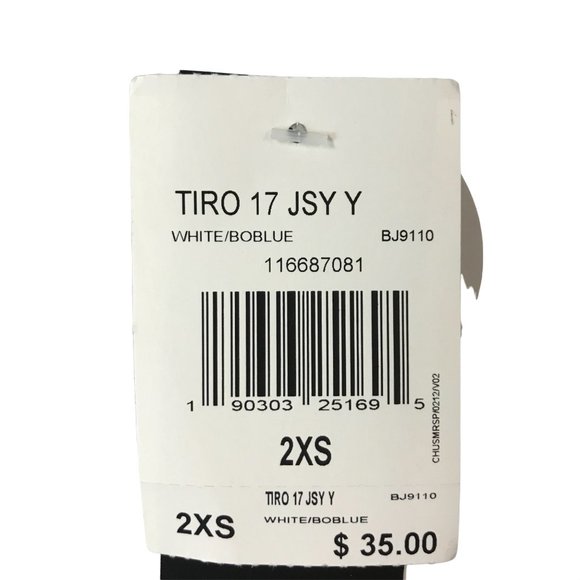 TIRO 17 JSY Y
WHITE/BOBLUE BJ9110
116687081
1 90303 25169 5
CHUSMRSP/0212/V02
2XS
TIRO 17 JSY Y BJ9110
2XS WHITE/BOBLUE
$ 35.00